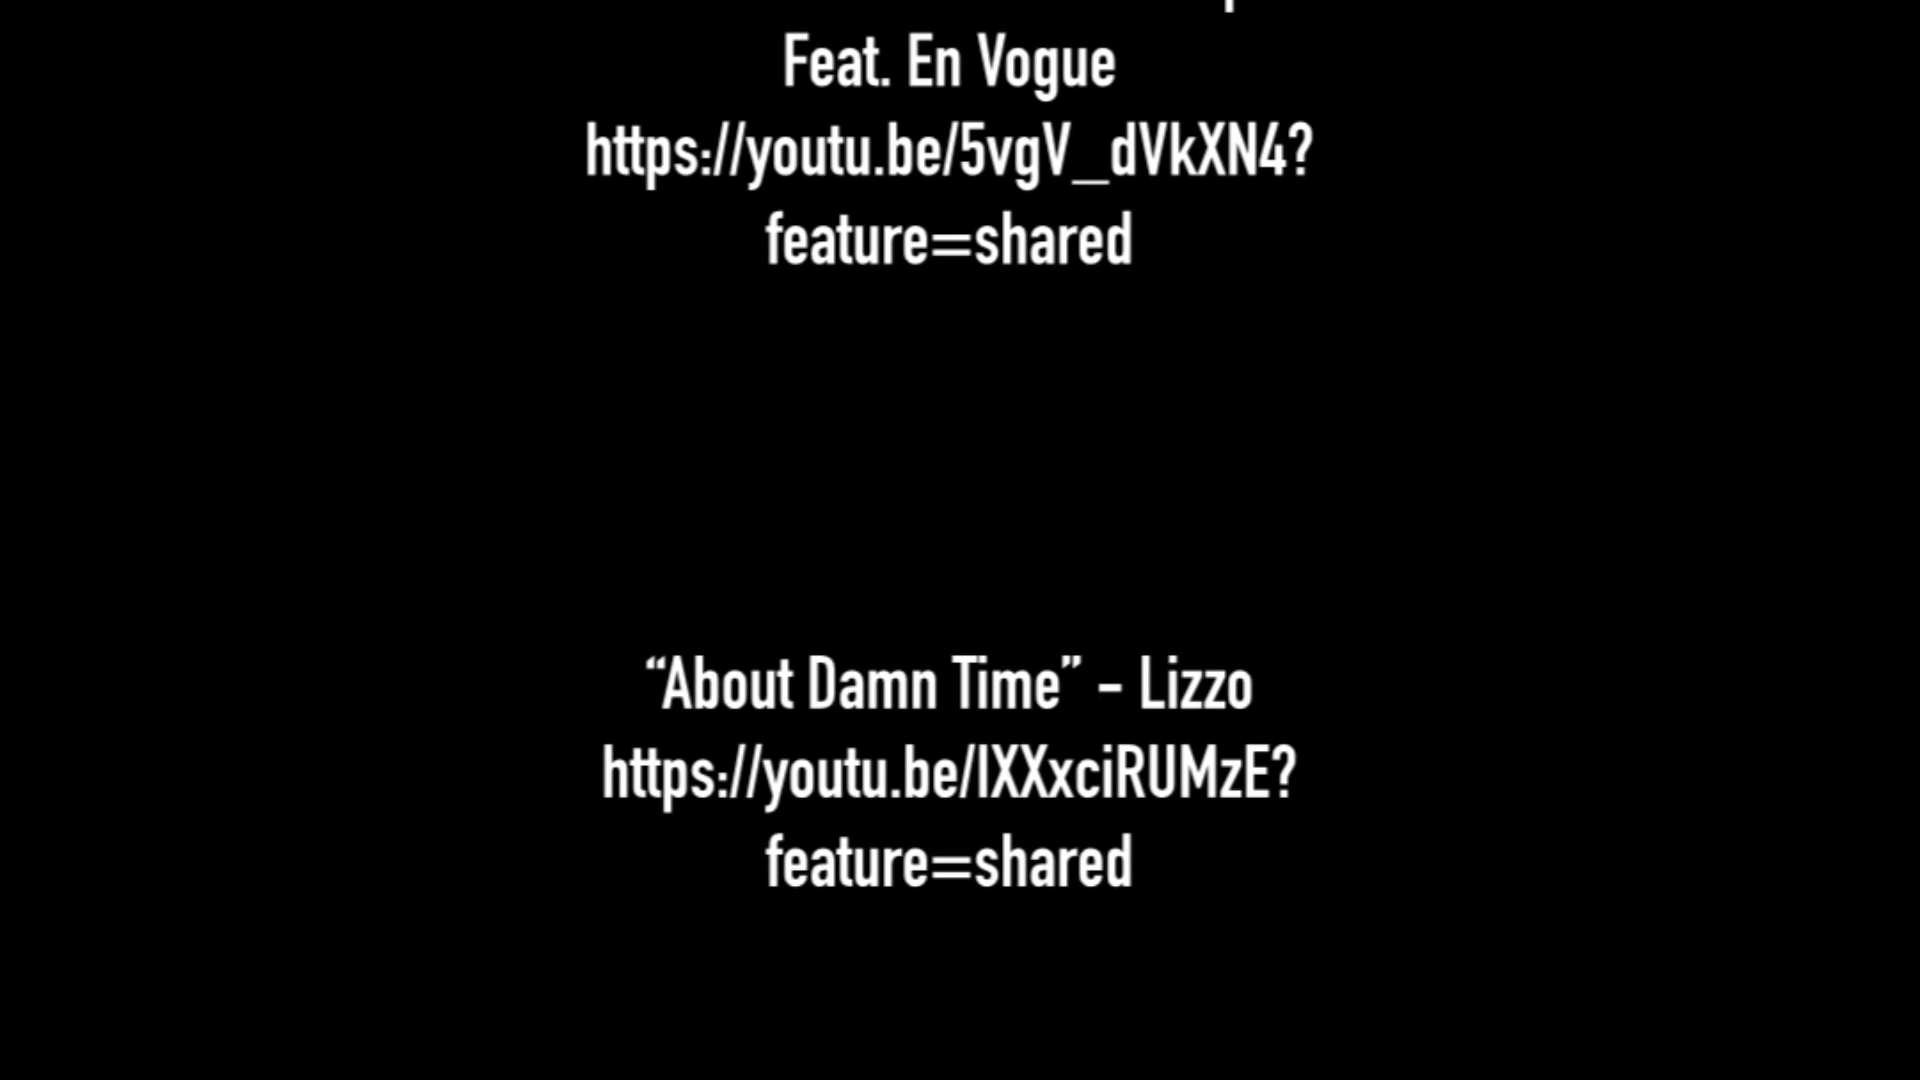 Feat. En Vogue
https://youtu.be/5vgV_dVkXN4?
feature=shared
“About Damn Time” - Lizzo
https://youtu.be/IXXxciRUMzE?
feature=shared